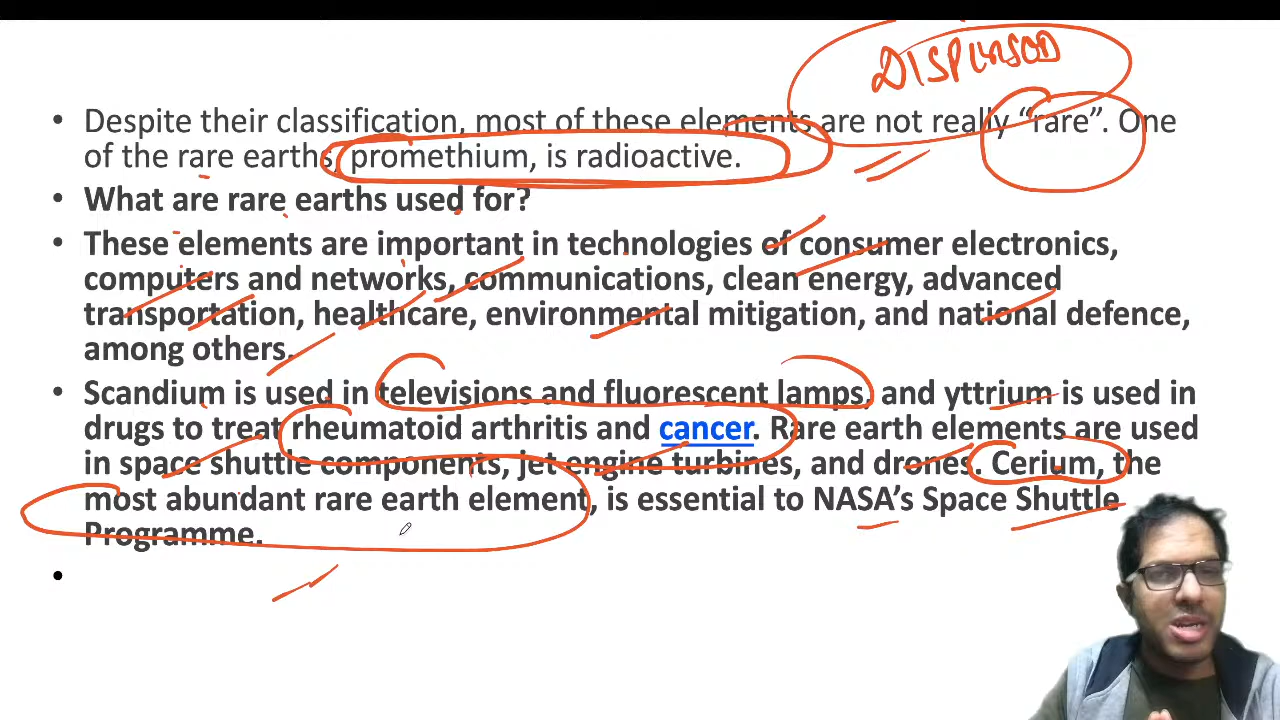 DISPERSED
Despite their classification, most of these elements are not really “rare”. One
of the rare earths, promethium, is radioactive.
What are rare earths used for?
These elements are important in technologies of consumer electronics,
computers and networks, communications, clean energy, advanced
transportation, healthcare, environmental mitigation, and national defence,
among others.
Scandium is used in televisions and fluorescent lamps, and yttrium is used in
drugs to treat rheumatoid arthritis and cancer. Rare earth elements are used
in space shuttle components, jet engine turbines, and drones. Cerium, the
most abundant rare earth element, is essential to NASA’s Space Shuttle
Programme.